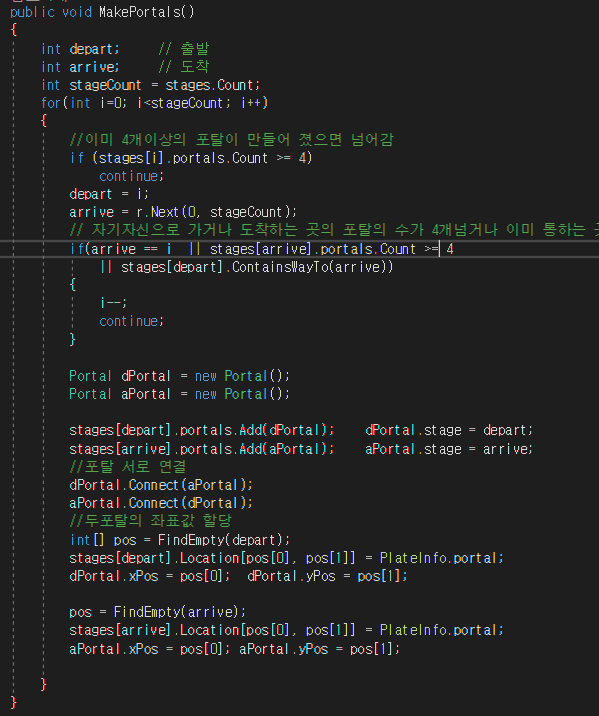 public void MakePortals()
{
int depart; // 출발
int arrive; // 도착
int stageCount = stages.Count;
for(int i=0; i<stageCount; i++)
{
//이미 4개이상의 포탈이 만들어 졌으면 넘어감
if (stages[i].portals.Count >= 4)
continue;
depart = i;
arrive = r.Next(0, stageCount);
// 자기자신으로 가거나 도착하는 곳의 포탈의 수가 4개넘거나 이미 통하는
if(arrive == i || stages[arrive].portals.Count >= 4
|| stages[depart].ContainsWayTo(arrive))
{
i--;
continue;
}
Portal dPortal = new Portal();
Portal aPortal = new Portal();
stages[depart].portals.Add(dPortal); dPortal.stage = depart;
stages[arrive].portals.Add(aPortal); aPortal.stage = arrive;
//포탈 서로 연결
dPortal.Connect(aPortal);
aPortal.Connect(dPortal);
//두포탈의 좌표값 할당
int[] pos = FindEmpty(depart);
stages[depart].Location[pos[0], pos[1]] = PlateInfo.portal;
dPortal.xPos = pos[0]; dPortal.yPos = pos[1];
pos = FindEmpty(arrive);
stages[arrive].Location[pos[0], pos[1]] = PlateInfo.portal;
aPortal.xPos = pos[0]; aPortal.yPos = pos[1];
}
}